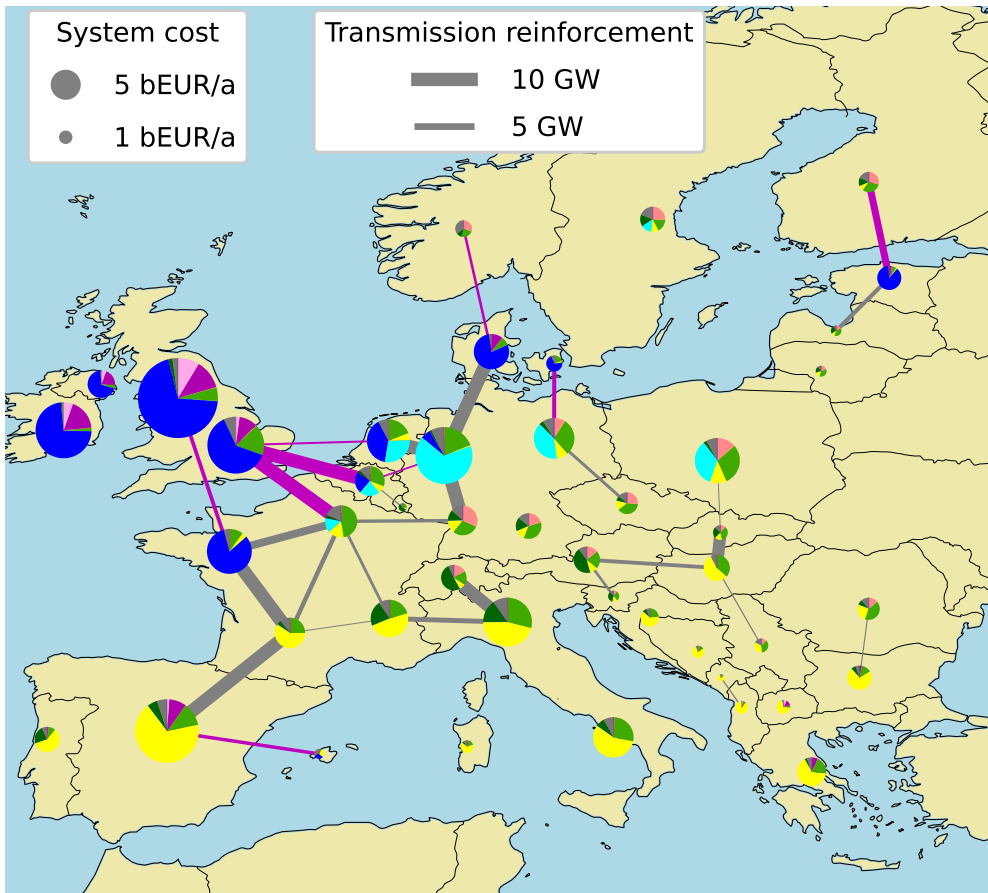 System cost
5 bEUR/a
1 bEUR/a
Transmission reinforcement
10 GW
5 GW